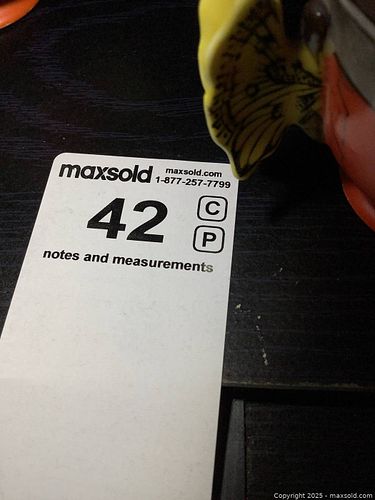 maxsold maxsold.com
1-877-257-7799
42 C
P
notes and measurements
Copyright 2025 - maxsold.com